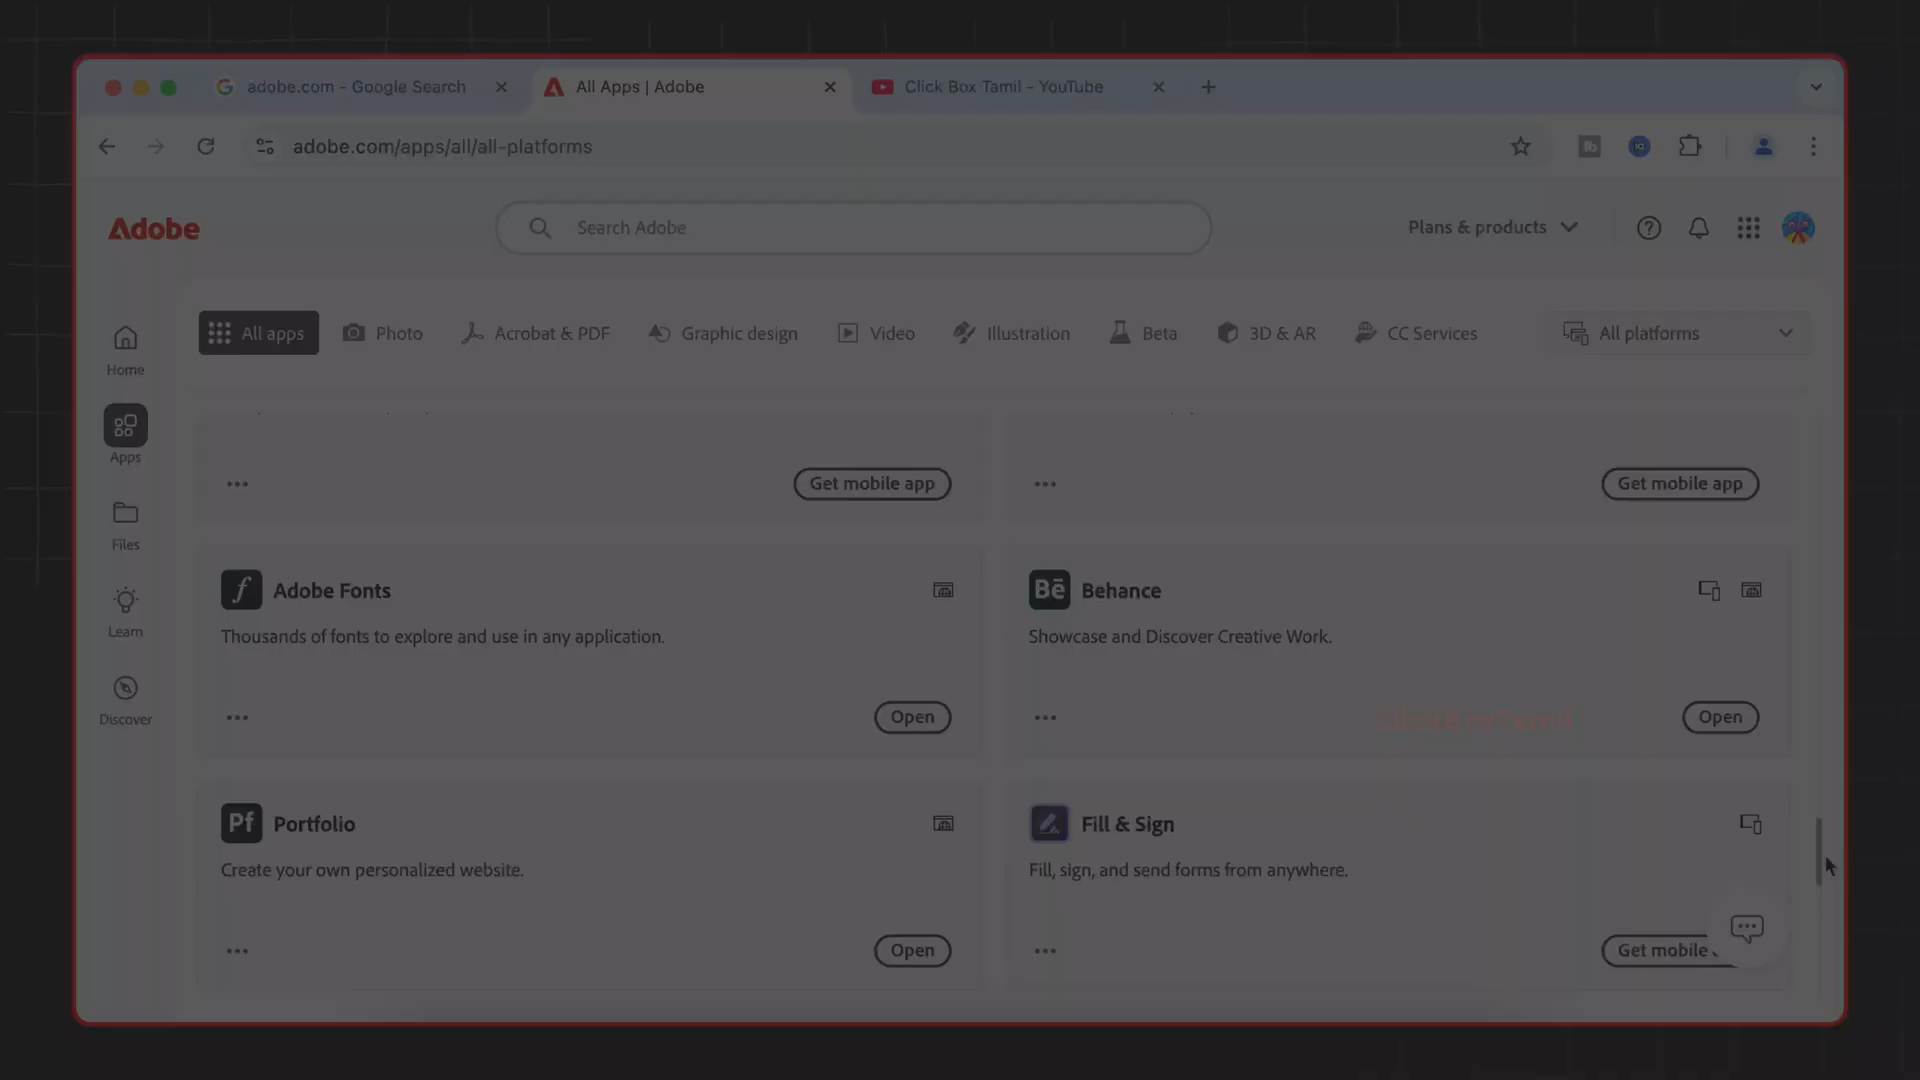 adobe.com - Google Search
All Apps | Adobe
Click Box Tamil - YouTube
adobe.com/apps/all/all-platforms
Adobe
Search Adobe
Plans & products
All apps
Photo
Acrobat & PDF
Graphic design
Video
Illustration
Beta
3D & AR
CC Services
All platforms
Home
Apps
Files
Learn
Discover
Get mobile app
Get mobile app
Adobe Fonts
Thousands of fonts to explore and use in any application.
Open
Bē Behance
Showcase and Discover Creative Work.
Open
Pf Portfolio
Create your own personalized website.
Open
Fill & Sign
Fill, sign, and send forms from anywhere.
Get mobile